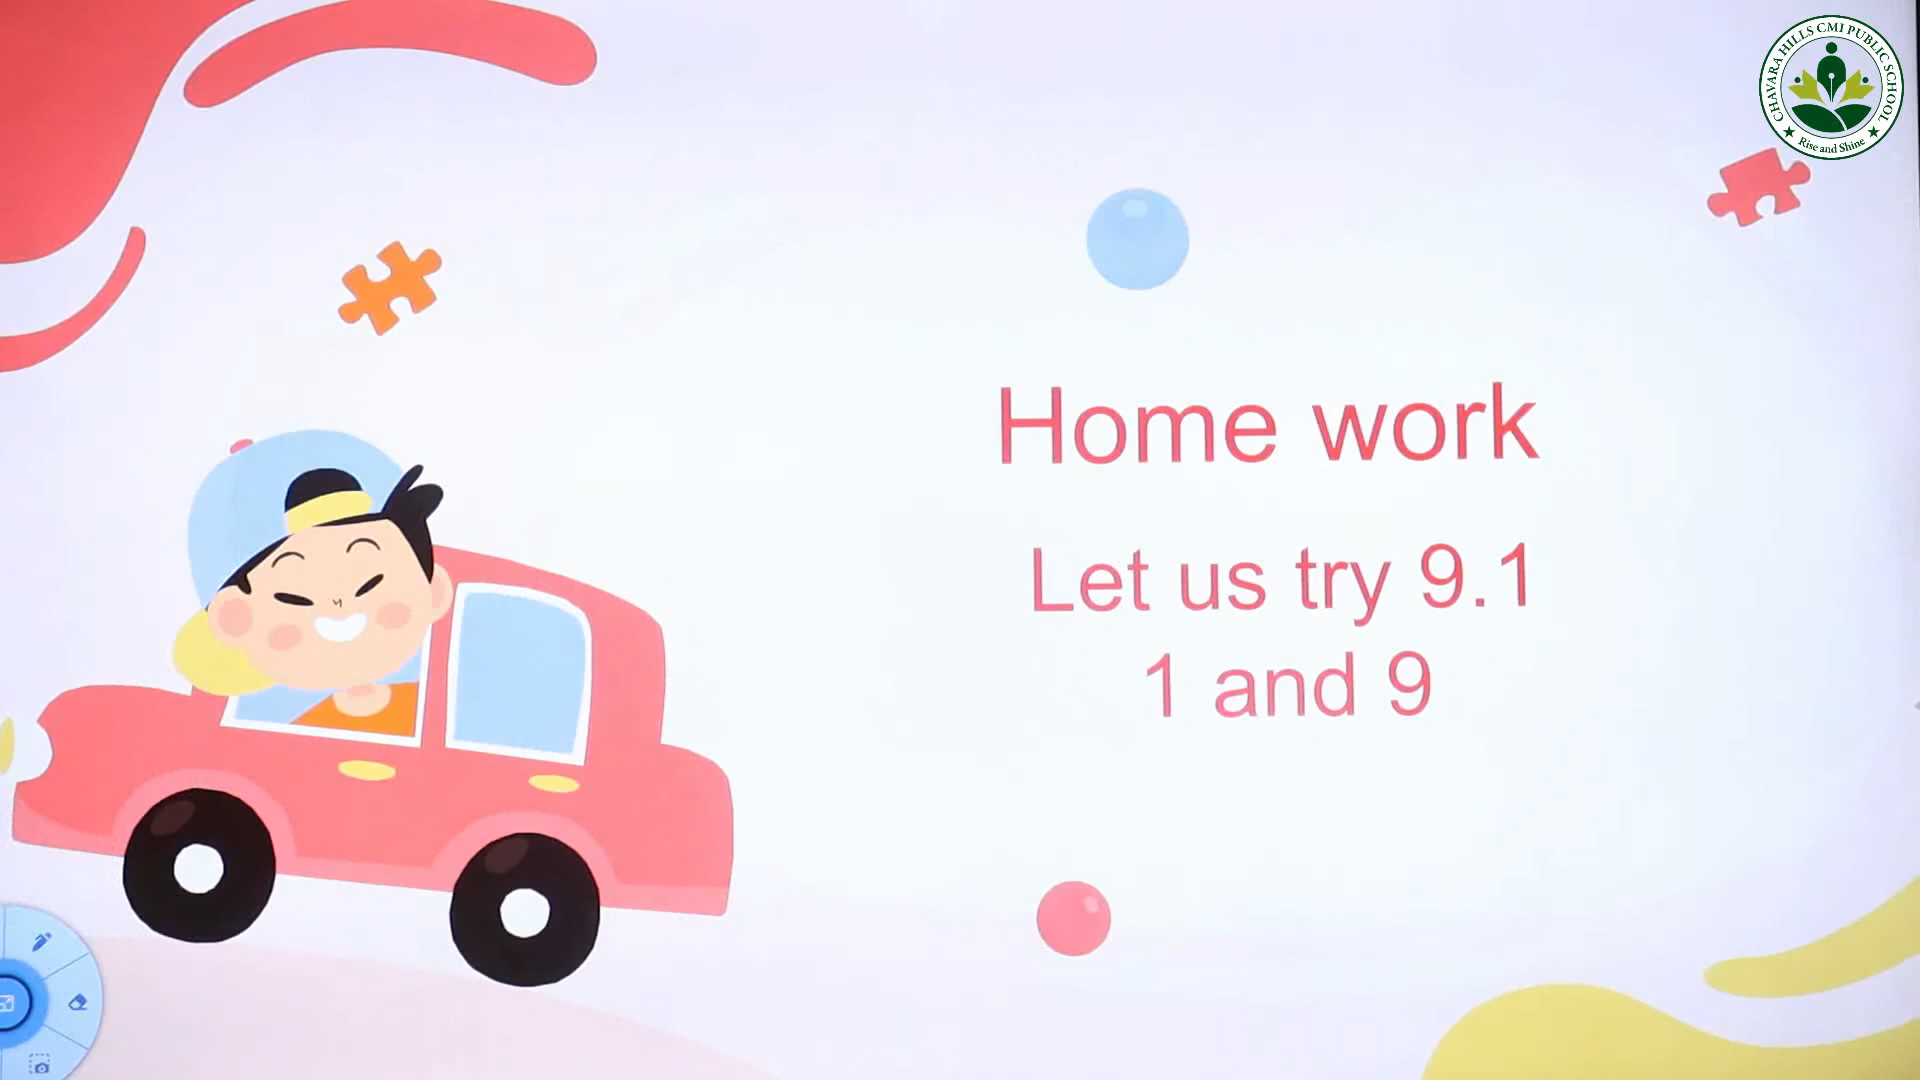 CHAVARA HILLS CMI PUBLIC SCHOOL
Rise and Shine
Home work
Let us try 9.1
1 and 9